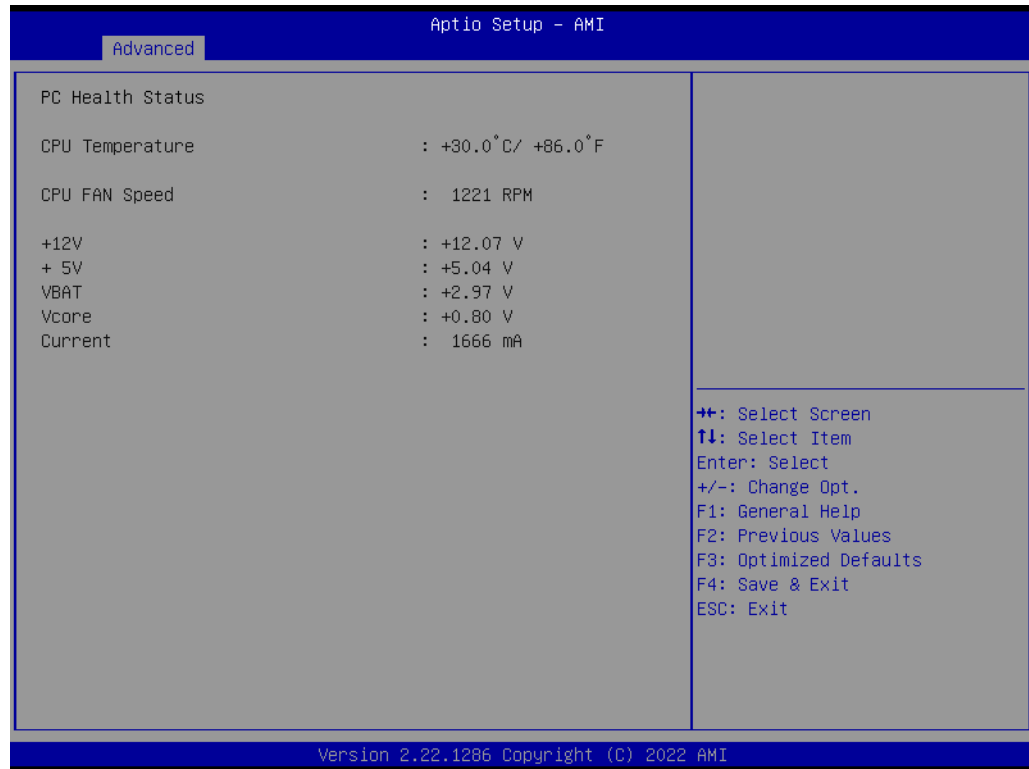 Aptio Setup - AMI
Advanced
PC Health Status
CPU Temperature : +30.0°C/ +86.0°F
CPU FAN Speed : 1221 RPM
+12V : +12.07 V
+ 5V : +5.04 V
VBAT : +2.97 V
Vcore : +0.80 V
Current : 1666 mA
→←: Select Screen
↑↓: Select Item
Enter: Select
+/-: Change Opt.
F1: General Help
F2: Previous Values
F3: Optimized Defaults
F4: Save & Exit
ESC: Exit
Version 2.22.1286 Copyright (C) 2022 AMI